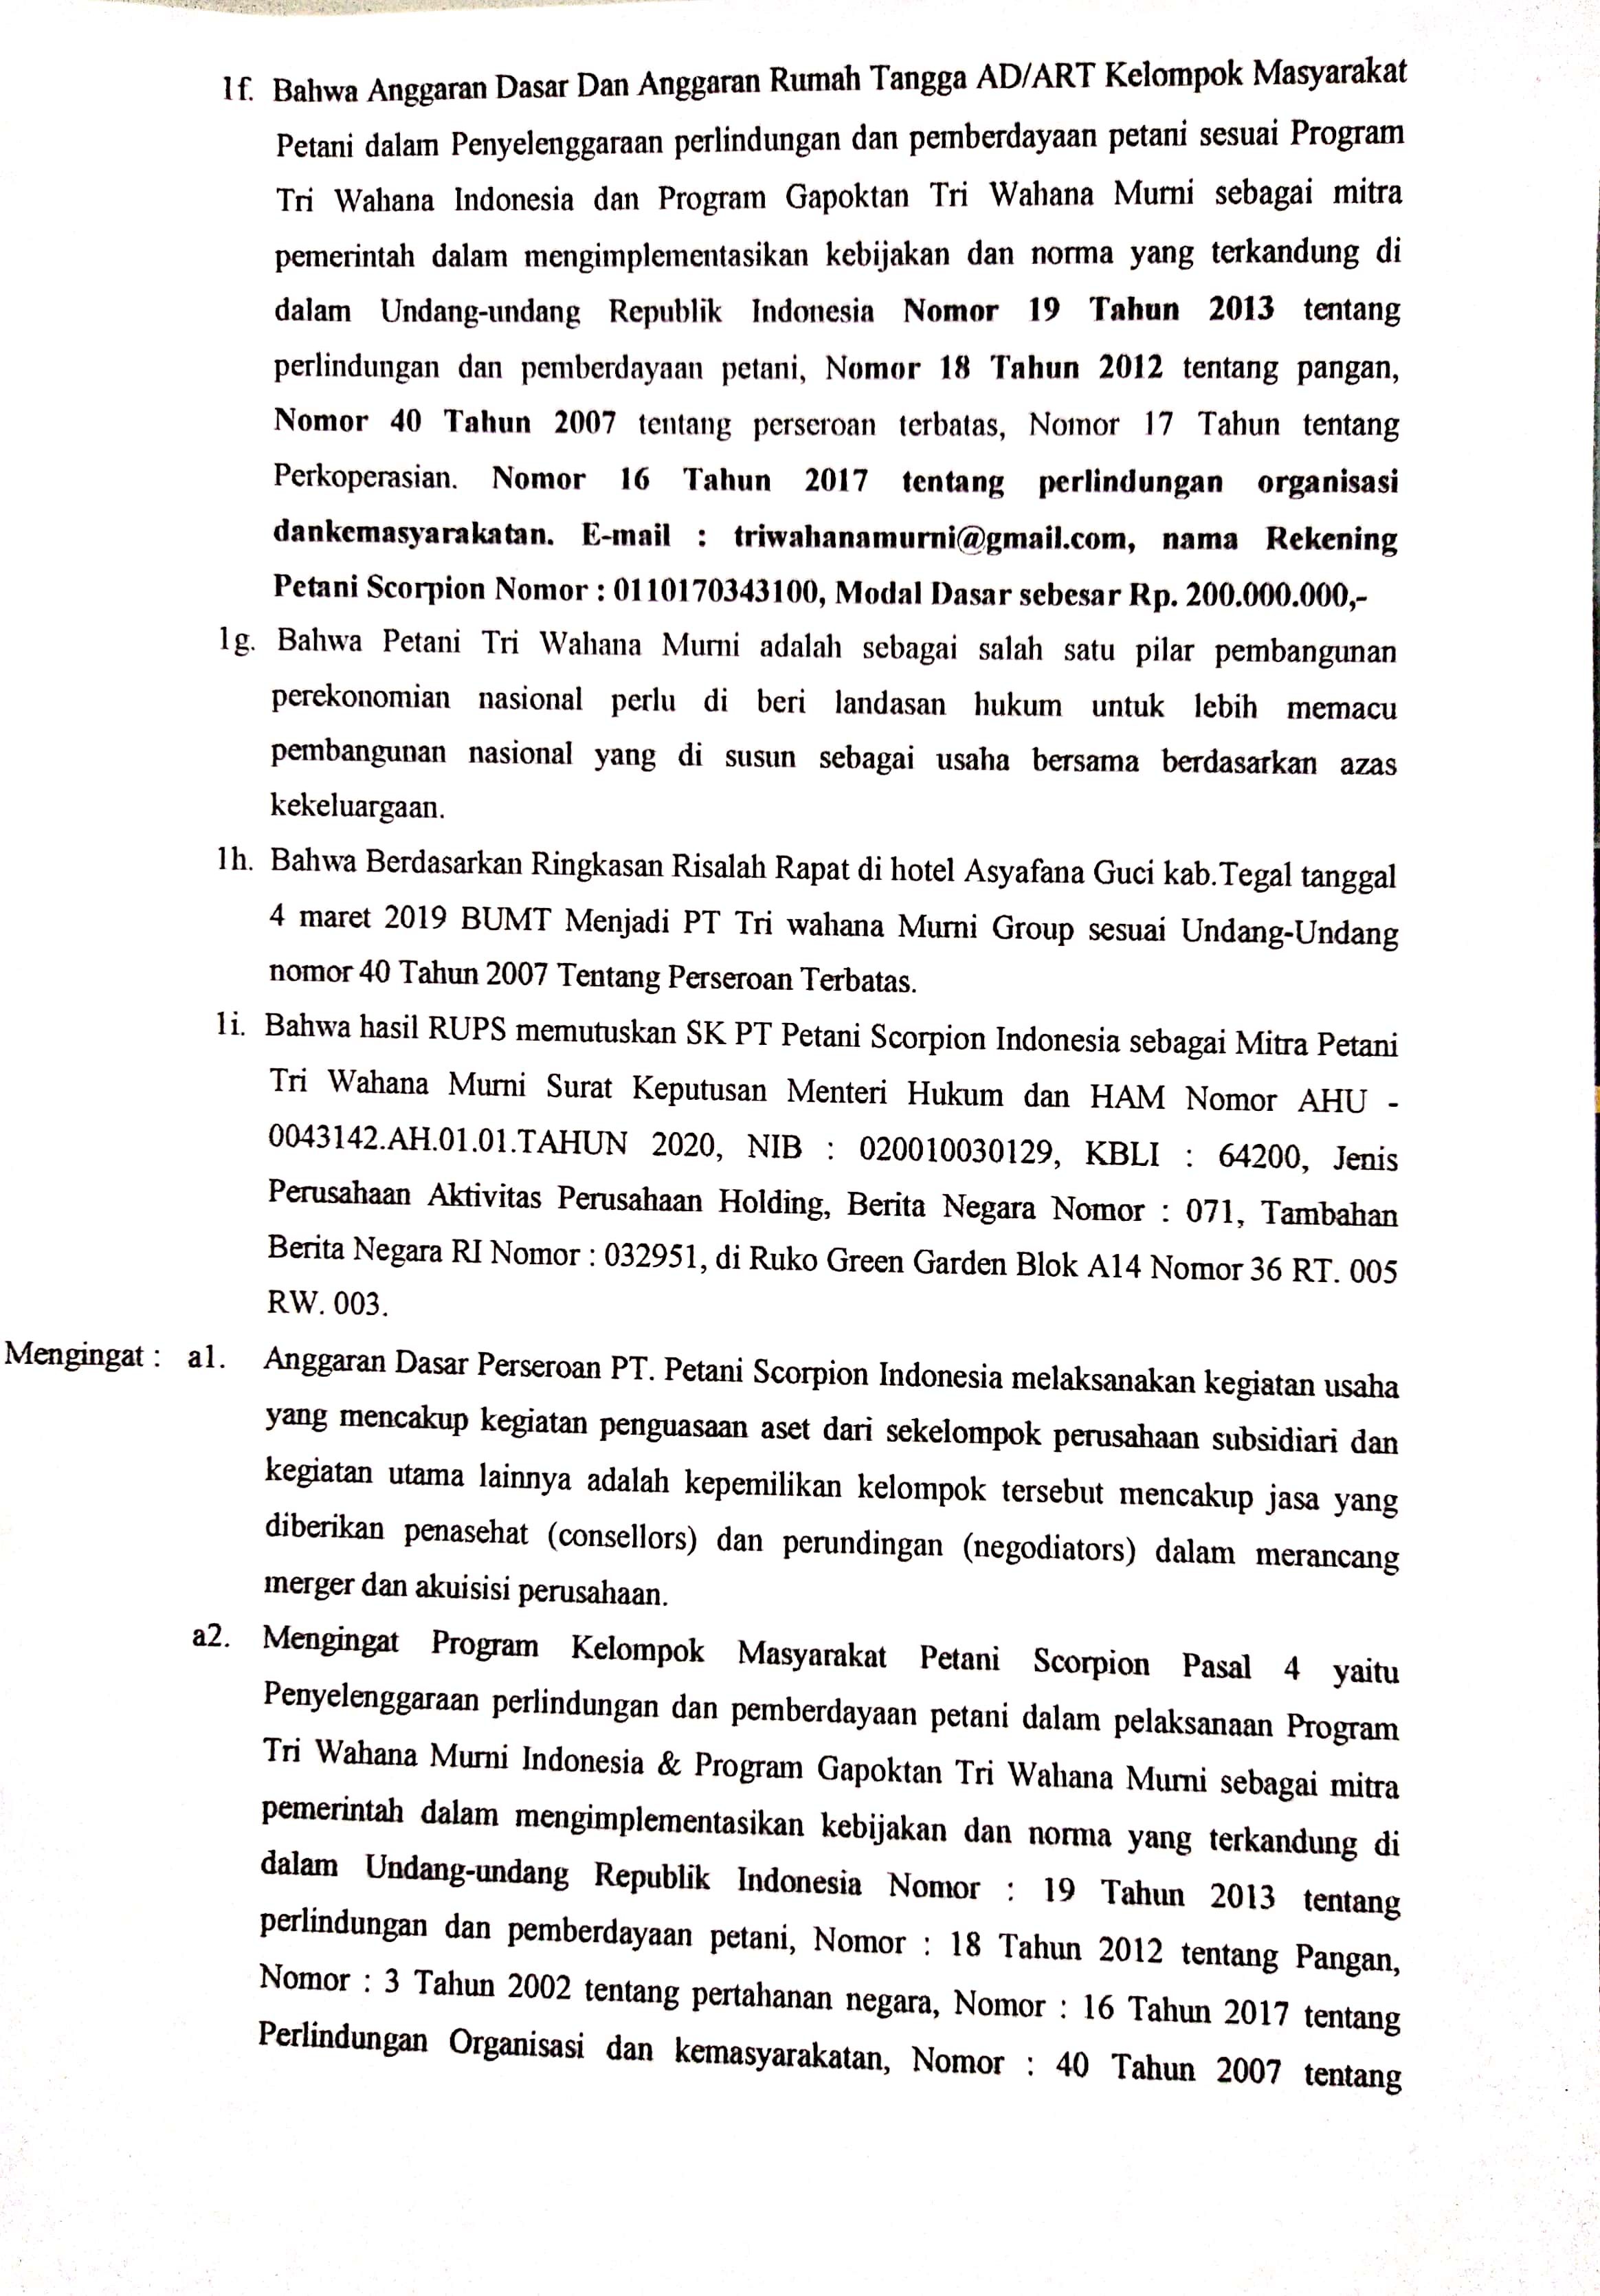 1f. Bahwa Anggaran Dasar Dan Anggaran Rumah Tangga AD/ART Kelompok Masyarakat
Petani dalam Penyelenggaraan perlindungan dan pemberdayaan petani sesuai Program
Tri Wahana Indonesia dan Program Gapoktan Tri Wahana Murni sebagai mitra
pemerintah dalam mengimplementasikan kebijakan dan norma yang terkandung di
dalam Undang-undang Republik Indonesia Nomor 19 Tahun 2013 tentang
perlindungan dan pemberdayaan petani, Nomor 18 Tahun 2012 tentang pangan,
Nomor 40 Tahun 2007 tentang perseroan terbatas, Nomor 17 Tahun tentang
Perkoperasian. Nomor 16 Tahun 2017 tentang perlindungan organisasi
dankemasyarakatan. E-mail : triwahanamurni@gmail.com, nama Rekening
Petani Scorpion Nomor : 0110170343100, Modal Dasar sebesar Rp. 200.000.000,-
1g. Bahwa Petani Tri Wahana Murni adalah sebagai salah satu pilar pembangunan
perekonomian nasional perlu di beri landasan hukum untuk lebih memacu
pembangunan nasional yang di susun sebagai usaha bersama berdasarkan azas
kekeluargaan.
1h. Bahwa Berdasarkan Ringkasan Risalah Rapat di hotel Asyafana Guci kab.Tegal tanggal
4 maret 2019 BUMT Menjadi PT Tri wahana Murni Group sesuai Undang-Undang
nomor 40 Tahun 2007 Tentang Perseroan Terbatas.
1i. Bahwa hasil RUPS memutuskan SK PT Petani Scorpion Indonesia sebagai Mitra Petani
Tri Wahana Murni Surat Keputusan Menteri Hukum dan HAM Nomor AHU -
0043142.AH.01.01.TAHUN 2020, NIB : 020010030129, KBLI : 64200, Jenis
Perusahaan Aktivitas Perusahaan Holding, Berita Negara Nomor : 071, Tambahan
Berita Negara RI Nomor : 032951, di Ruko Green Garden Blok A14 Nomor 36 RT. 005
RW. 003.
Mengingat : a1. Anggaran Dasar Perseroan PT. Petani Scorpion Indonesia melaksanakan kegiatan usaha
yang mencakup kegiatan penguasaan aset dari sekelompok perusahaan subsidiari dan
kegiatan utama lainnya adalah kepemilikan kelompok tersebut mencakup jasa yang
diberikan penasehat (consellors) dan perundingan (negodiators) dalam merancang
merger dan akuisisi perusahaan.
a2. Mengingat Program Kelompok Masyarakat Petani Scorpion Pasal 4 yaitu
Penyelenggaraan perlindungan dan pemberdayaan petani dalam pelaksanaan Program
Tri Wahana Murni Indonesia & Program Gapoktan Tri Wahana Murni sebagai mitra
pemerintah dalam mengimplementasikan kebijakan dan norma yang terkandung di
dalam Undang-undang Republik Indonesia Nomor : 19 Tahun 2013 tentang
perlindungan dan pemberdayaan petani, Nomor : 18 Tahun 2012 tentang Pangan,
Nomor : 3 Tahun 2002 tentang pertahanan negara, Nomor : 16 Tahun 2017 tentang
Perlindungan Organisasi dan kemasyarakatan, Nomor : 40 Tahun 2007 tentang